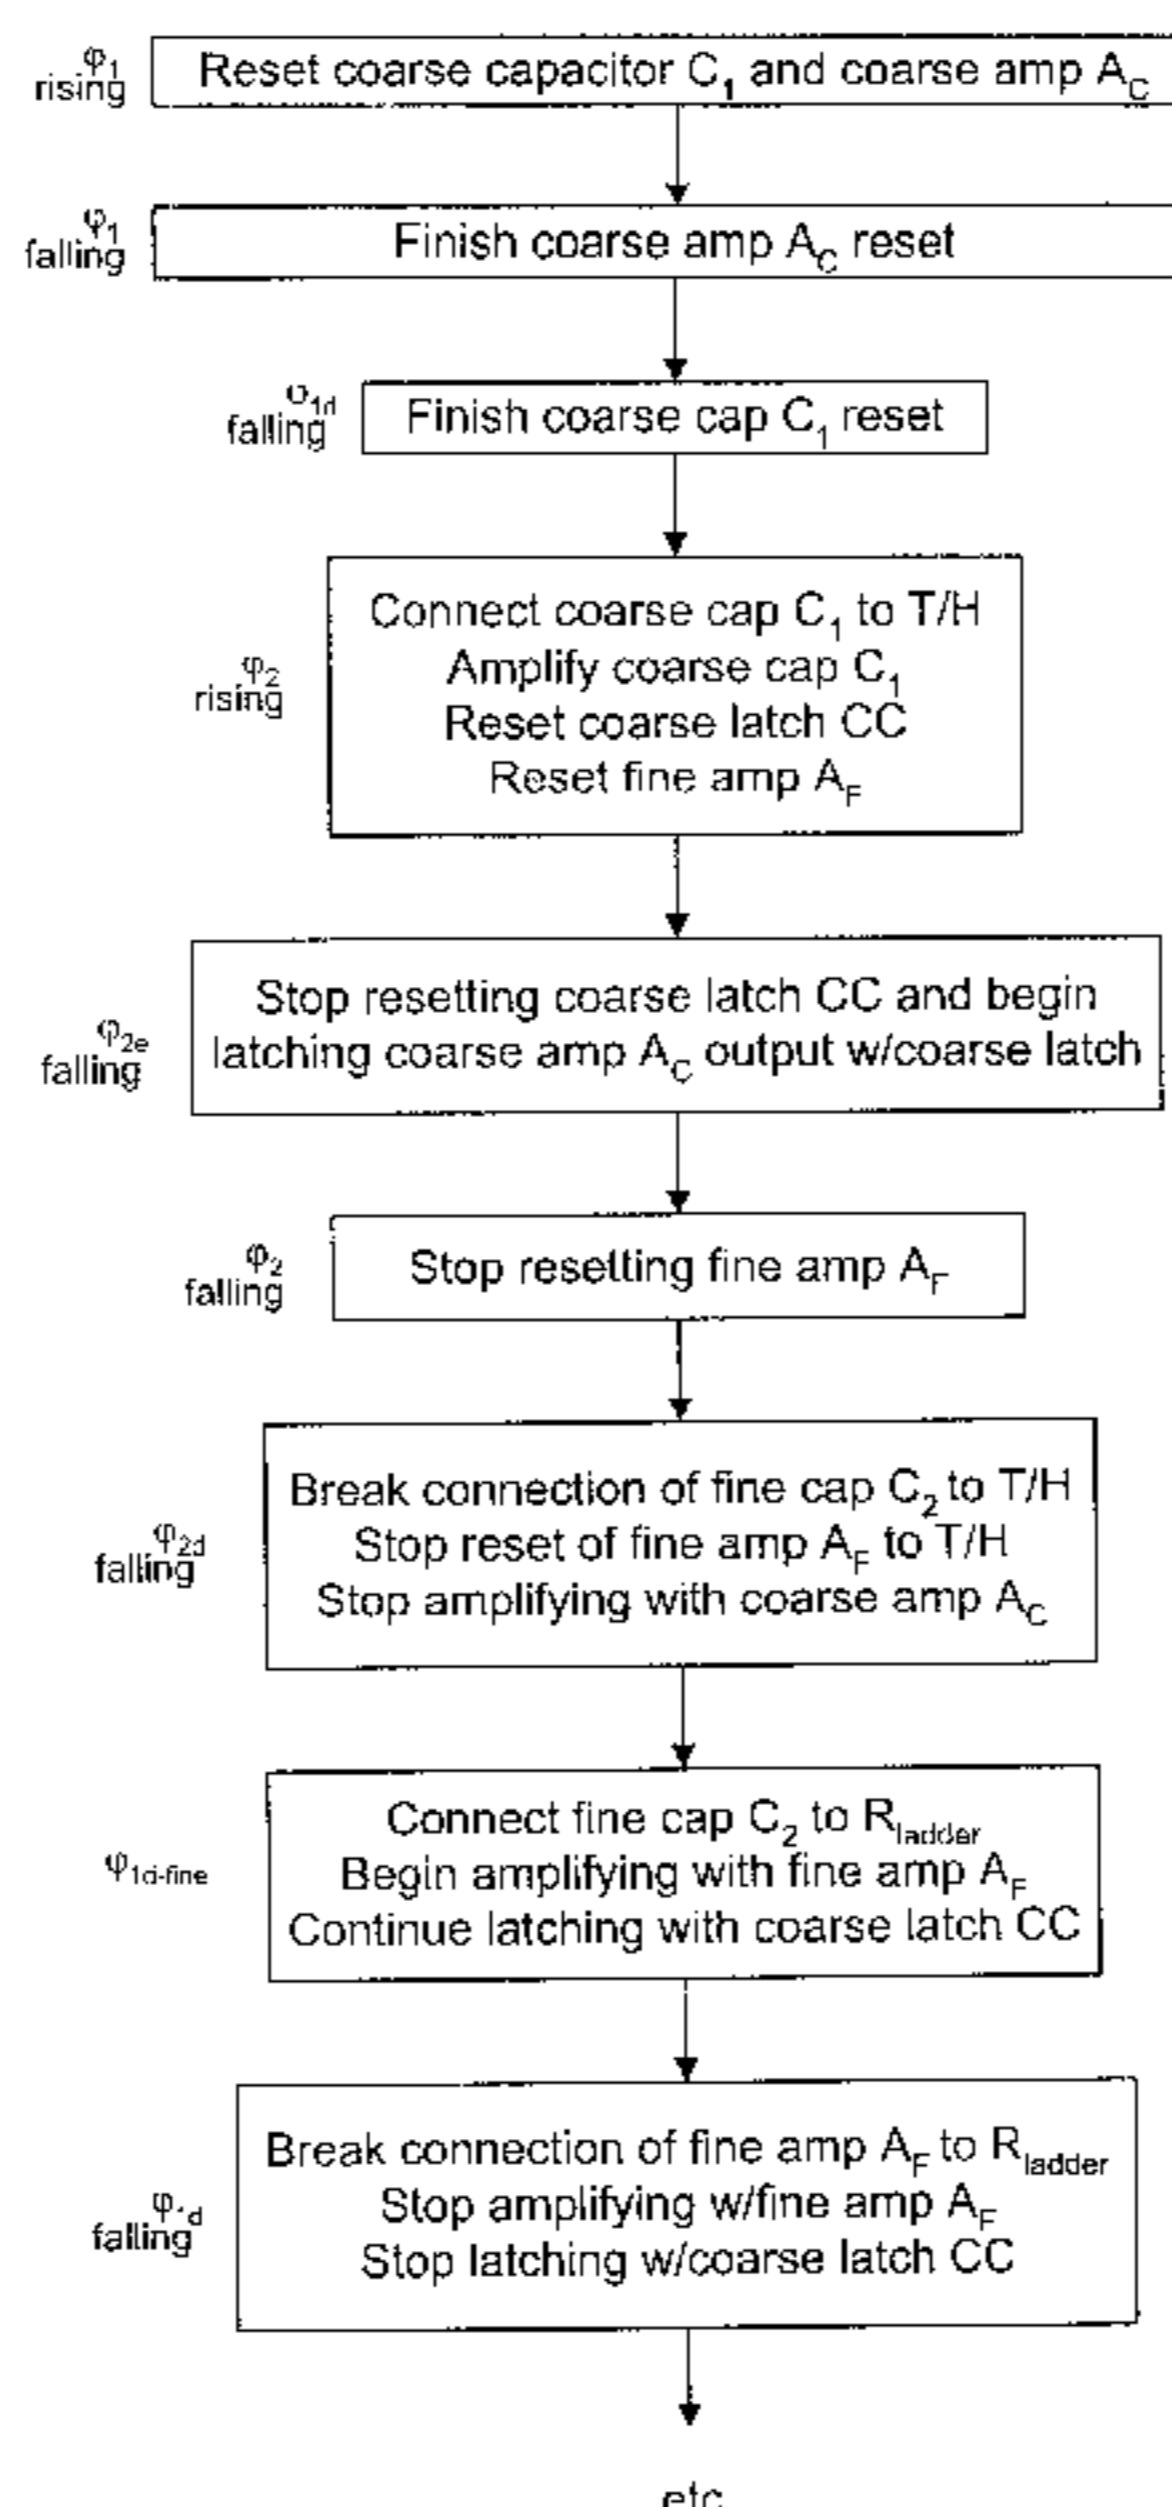 φ1
rising
Reset coarse capacitor C1 and coarse amp AC
φ1
falling
Finish coarse amp AC reset
φ1d
falling
Finish coarse cap C1 reset
φ2
rising
Connect coarse cap C1 to T/H
Amplify coarse cap C1
Reset coarse latch CC
Reset fine amp AF
φ2e
falling
Stop resetting coarse latch CC and begin
latching coarse amp AC output w/coarse latch
φ2
falling
Stop resetting fine amp AF
φ2d
falling
Break connection of fine cap C2 to T/H
Stop reset of fine amp AF to T/H
Stop amplifying with coarse amp AC
φ1d-fine
Connect fine cap C2 to Rladder
Begin amplifying with fine amp AF
Continue latching with coarse latch CC
φ1d
falling
Break connection of fine amp AF to Rladder
Stop amplifying w/fine amp AF
Stop latching w/coarse latch CC
etc